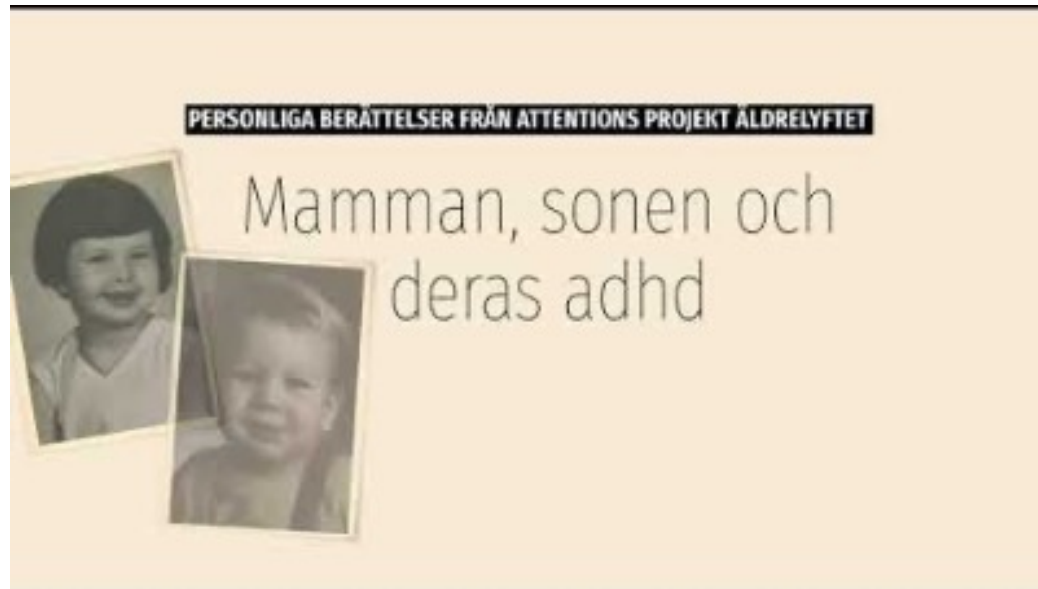 PERSONLIGA BERÄTTELSER FRÅN ATTENTIONS PROJEKT ÄLDRELYFTET
Mamman, sonen och
deras adhd